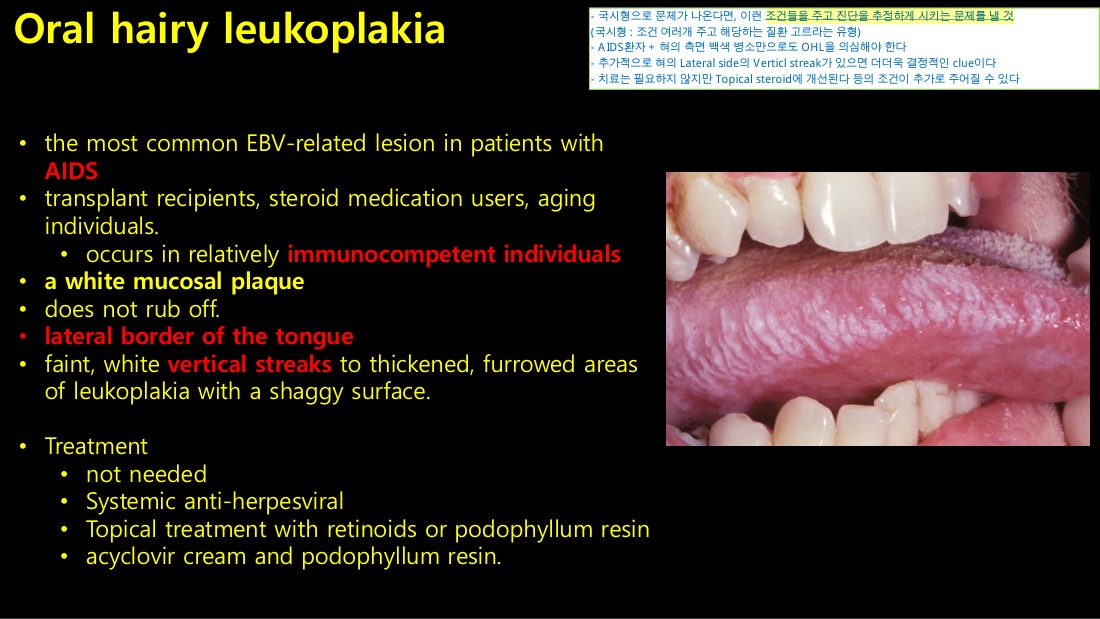 Oral hairy leukoplakia
- 국시형으로 문제가 나온다면, 이런 조건들을 주고 진단을 추정하게 시키는 문제를 낼 것
(국시형 : 조건 여러개 주고 해당하는 질환 고르라는 유형)
- AIDS환자 + 혀의 측면 백색 병소만으로도 OHL을 의심해야 한다
- 추가적으로 혀의 Lateral side의 Verticl streak가 있으면 더더욱 결정적인 clue이다
- 치료는 필요하지 않지만 Topical steroid에 개선된다 등의 조건이 추가로 주어질 수 있다
• the most common EBV-related lesion in patients with
AIDS
• transplant recipients, steroid medication users, aging
individuals.
• occurs in relatively immunocompetent individuals
• a white mucosal plaque
• does not rub off.
• lateral border of the tongue
• faint, white vertical streaks to thickened, furrowed areas
of leukoplakia with a shaggy surface.
• Treatment
• not needed
• Systemic anti-herpesviral
• Topical treatment with retinoids or podophyllum resin
• acyclovir cream and podophyllum resin.